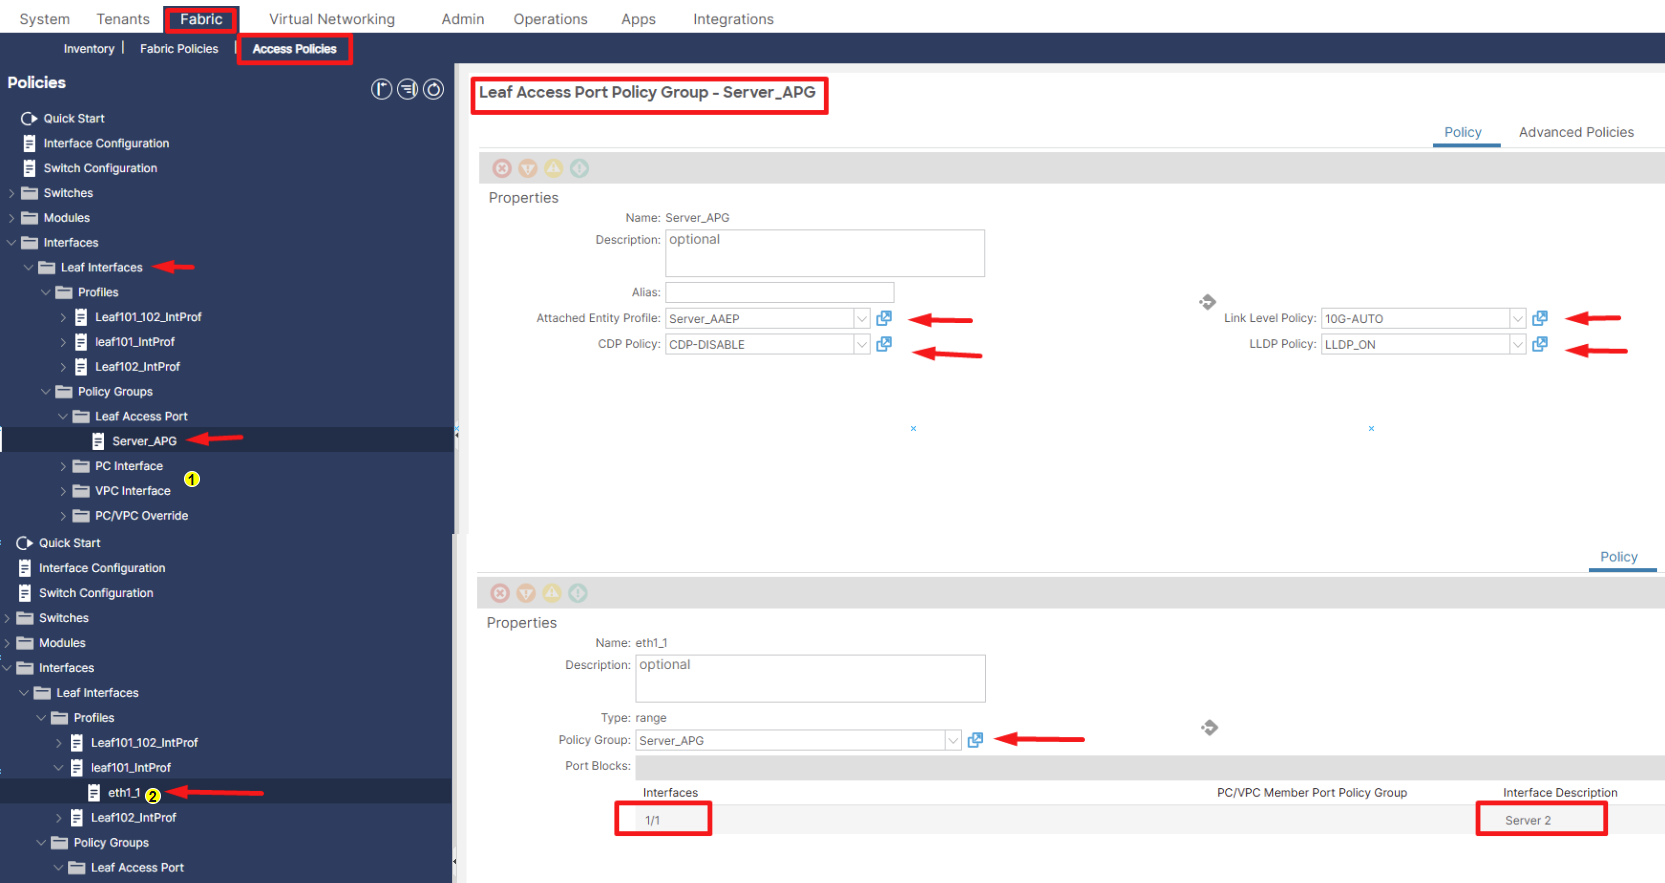 System Tenants Fabric Virtual Networking Admin Operations Apps Integrations
Inventory | Fabric Policies | Access Policies
Policies
Quick Start
Interface Configuration
Switch Configuration
Switches
Modules
Interfaces
Leaf Interfaces
Profiles
Leaf101_102_IntProf
leaf101_IntProf
Leaf102_IntProf
Policy Groups
Leaf Access Port
Server_APG
PC Interface
1
VPC Interface
PC/VPC Override
Leaf Access Port Policy Group - Server_APG
Policy Advanced Policies
Properties
Name: Server_APG
Description: optional
Alias:
Attached Entity Profile: Server_AAEP
Link Level Policy: 10G-AUTO
CDP Policy: CDP-DISABLE
LLDP Policy: LLDP_ON
Quick Start
Interface Configuration
Switch Configuration
Switches
Modules
Interfaces
Leaf Interfaces
Profiles
Leaf101_102_IntProf
leaf101_IntProf
eth1_1 2
Leaf102_IntProf
Policy Groups
Leaf Access Port
Policy
Properties
Name: eth1_1
Description: optional
Type: range
Policy Group: Server_APG
Port Blocks:
Interfaces PC/VPC Member Port Policy Group Interface Description
1/1 Server 2